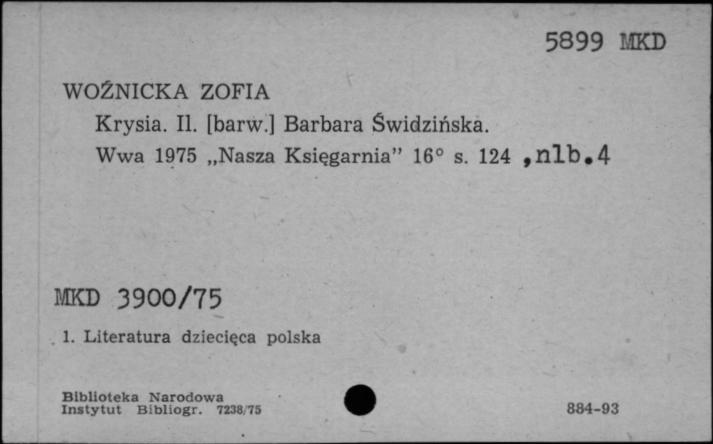 5899 MKD
WOŹNICKA ZOFIA
Krysia. Il. [barw.] Barbara Świdzińska.
Wwa 1975 „Nasza Księgarnia” 16° s. 124 ,nlb.4
MKD 3900/75
1. Literatura dziecięca polska
Biblioteka Narodowa
Instytut Bibliogr. 7238/75
884-93